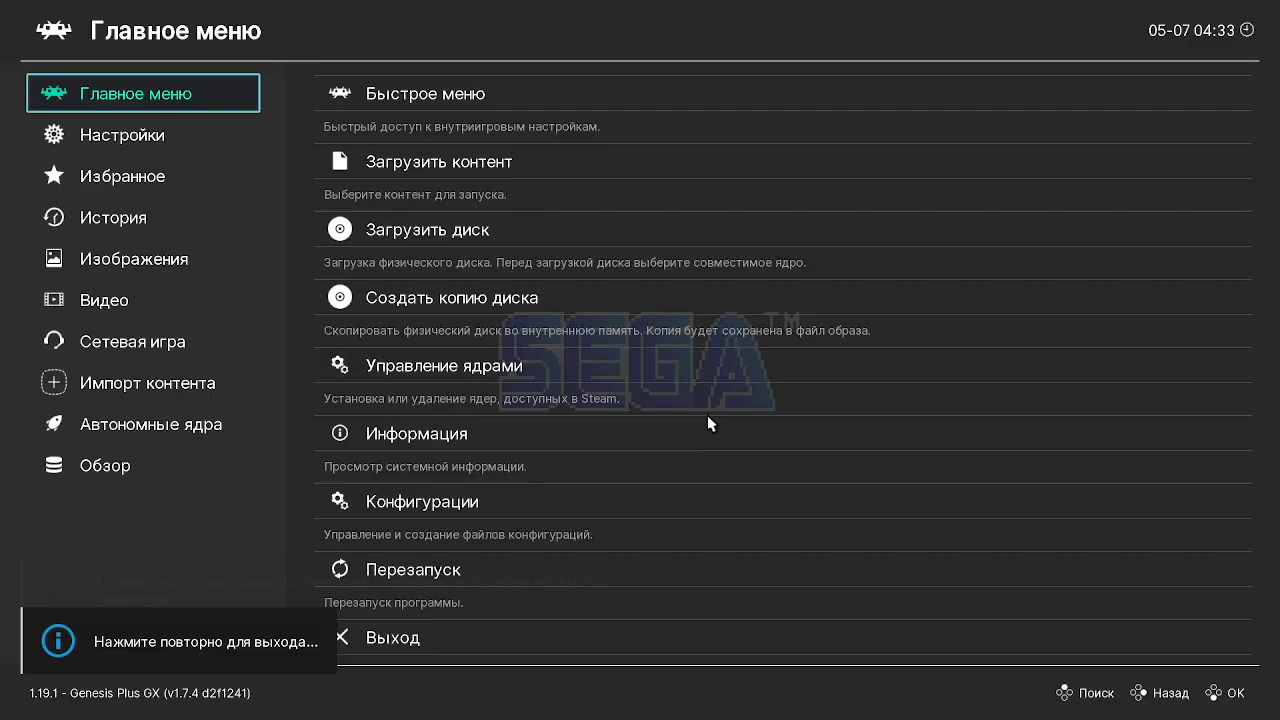 Главное меню
05-07 04:33
Главное меню
Настройки
Избранное
История
Изображения
Видео
Сетевая игра
Импорт контента
Автономные ядра
Обзор
Быстрое меню
Быстрый доступ к внутриигровым настройкам.
Загрузить контент
Выберите контент для запуска.
Загрузить диск
Загрузка физического диска. Перед загрузкой диска выберите совместимое ядро.
Создать копию диска
Скопировать физический диск во внутреннюю память. Копия будет сохранена в файл образа.
SEGA™
Управление ядрами
Установка или удаление ядер, доступных в Steam.
Информация
Просмотр системной информации.
Конфигурации
Управление и создание файлов конфигураций.
Перезапуск
Перезапуск программы.
Выход
Нажмите повторно для выхода...
1.19.1 - Genesis Plus GX (v1.7.4 d2f1241)
Поиск
Назад
OK